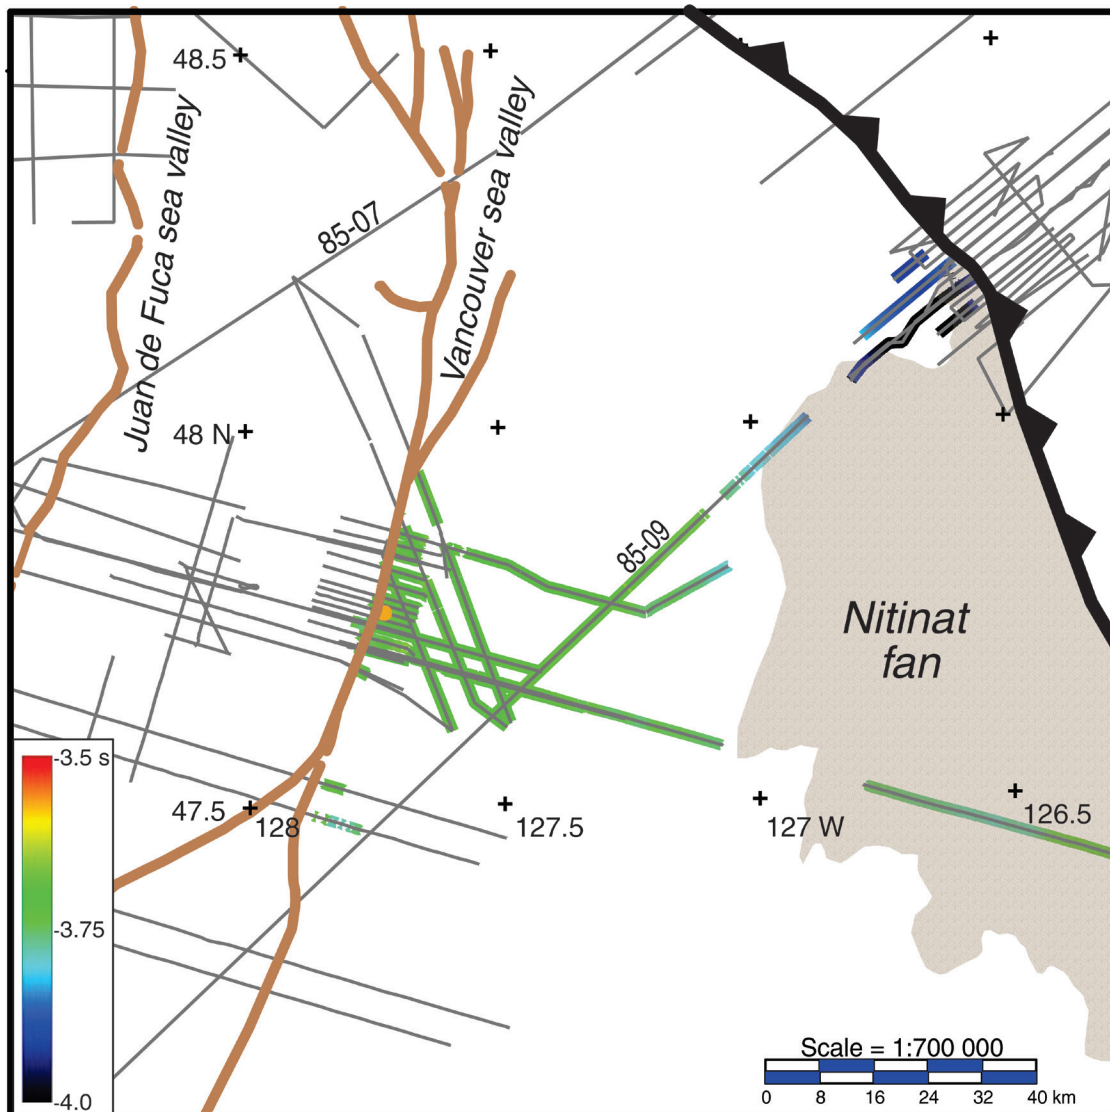 48.5
Juan de Fuca sea valley
Vancouver sea valley
85-07
48 N
85-09
Nitinat
fan
-3.5 s
-3.75
-4.0
47.5
128
127.5
127 W
126.5
Scale = 1:700 000
0 8 16 24 32 40 km